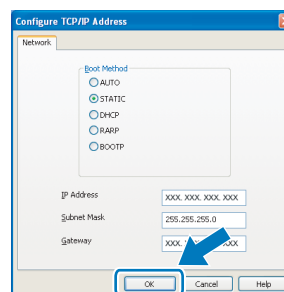 Configure TCP/IP Address
Network
Boot Method
AUTO
STATIC
DHCP
RARP
BOOTP
IP Address XXX. XXX. XXX. XXX
Subnet Mask 255.255.255.0
Gateway XXX.
OK Cancel Help